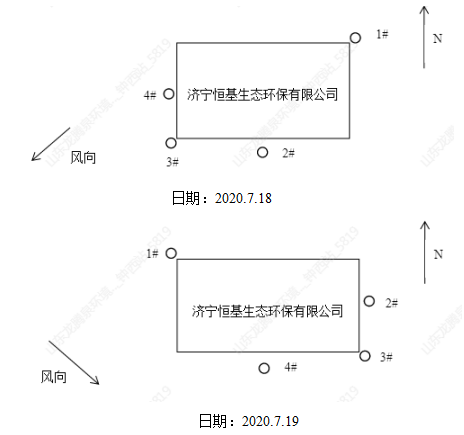 1#
N
4#
济宁恒基生态环保有限公司
风向
3#
2#
日期：2020.7.18
1#
N
济宁恒基生态环保有限公司
2#
风向
4#
3#
日期：2020.7.19